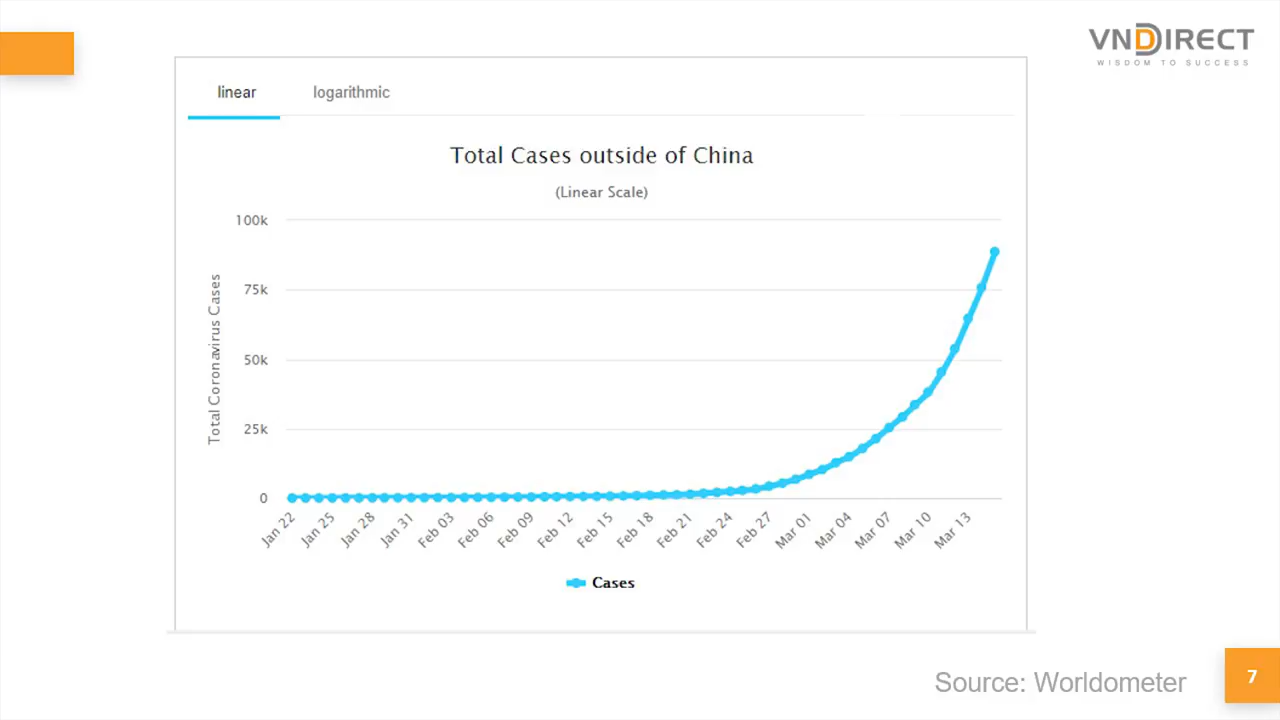 VNDIRECT
WISDOM TO SUCCESS
linear logarithmic
Total Cases outside of China
(Linear Scale)
Total Coronavirus Cases
100k
75k
50k
25k
0
Jan 22 Jan 25 Jan 28 Jan 31 Feb 03 Feb 06 Feb 09 Feb 12 Feb 15 Feb 18 Feb 21 Feb 24 Feb 27 Mar 01 Mar 04 Mar 07 Mar 10 Mar 13
Cases
Source: Worldometer
7